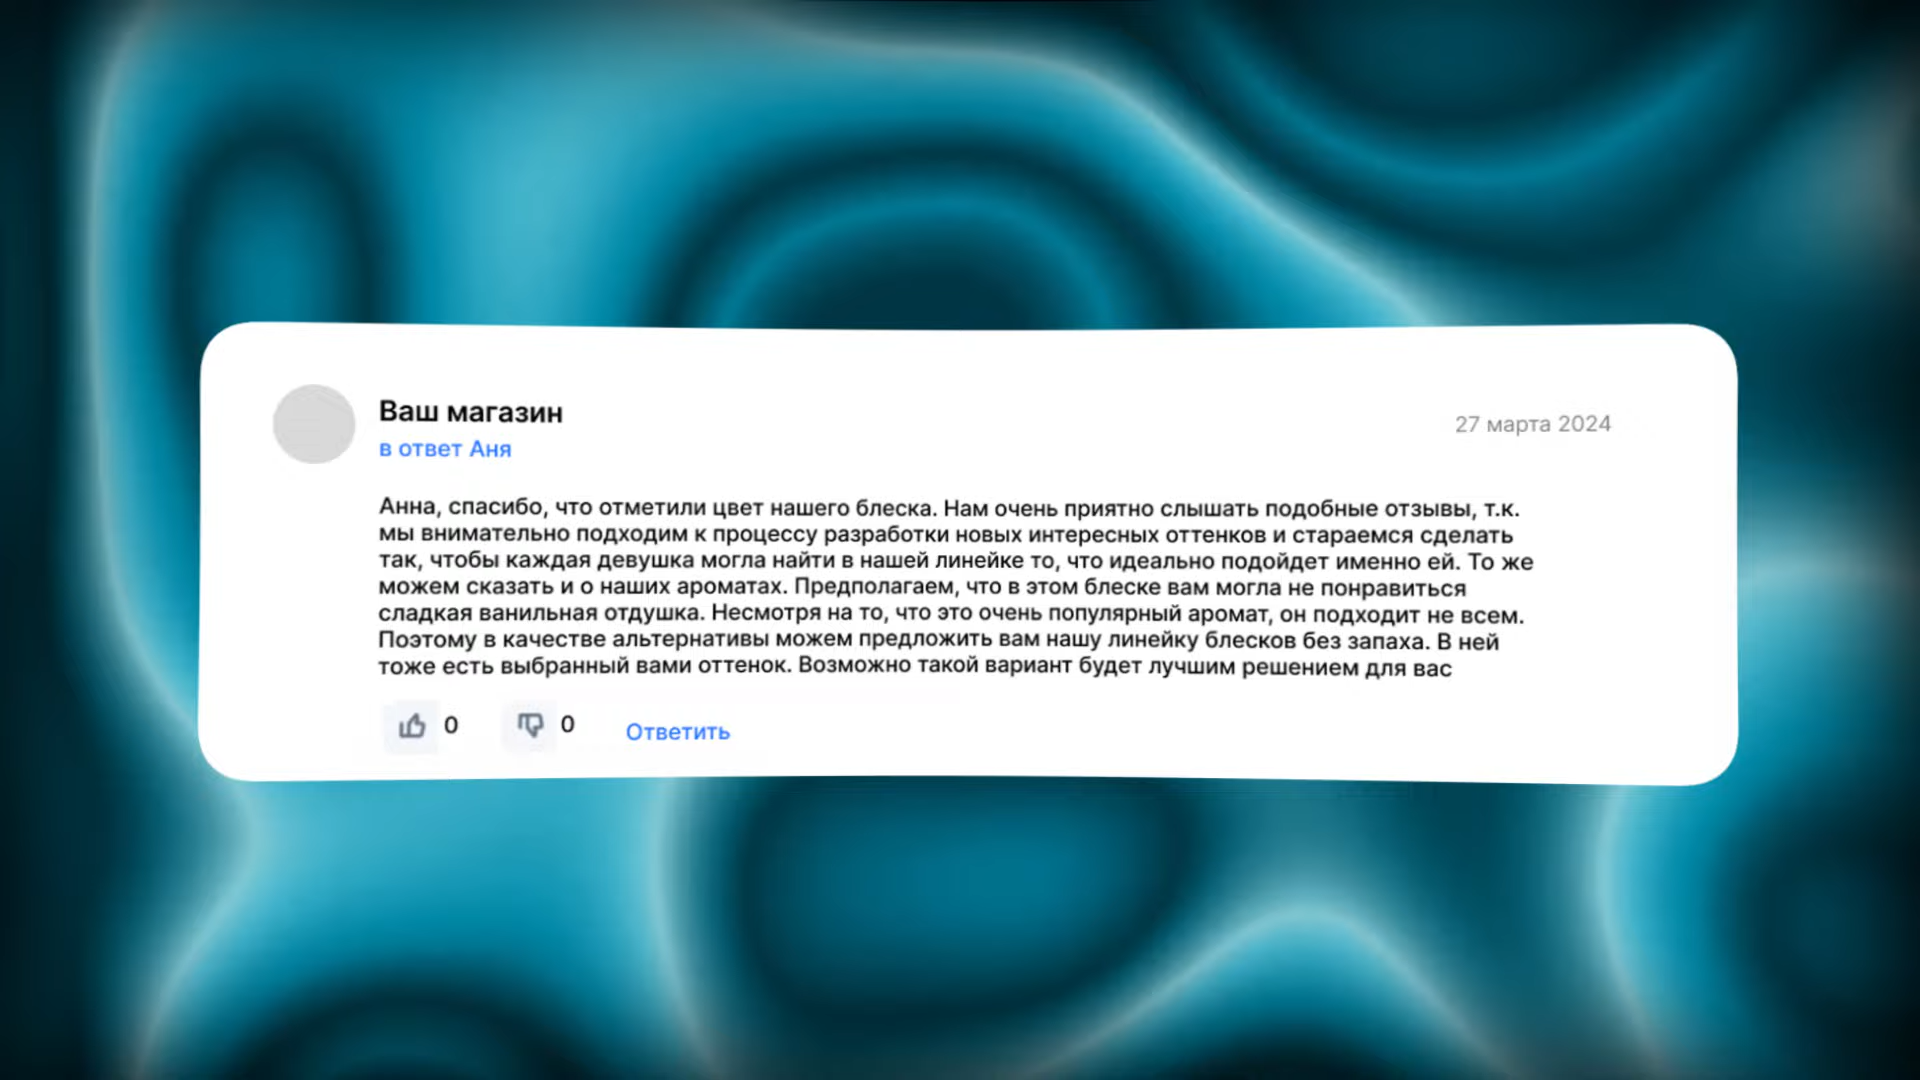 Ваш магазин
27 марта 2024
в ответ Аня
Анна, спасибо, что отметили цвет нашего блеска. Нам очень приятно слышать подобные отзывы, т.к.
мы внимательно подходим к процессу разработки новых интересных оттенков и стараемся сделать
так, чтобы каждая девушка могла найти в нашей линейке то, что идеально подойдет именно ей. То же
можем сказать и о наших ароматах. Предполагаем, что в этом блеске вам могла не понравиться
сладкая ванильная отдушка. Несмотря на то, что это очень популярный аромат, он подходит не всем.
Поэтому в качестве альтернативы можем предложить вам нашу линейку блесков без запаха. В ней
тоже есть выбранный вами оттенок. Возможно такой вариант будет лучшим решением для вас
0 0 Ответить